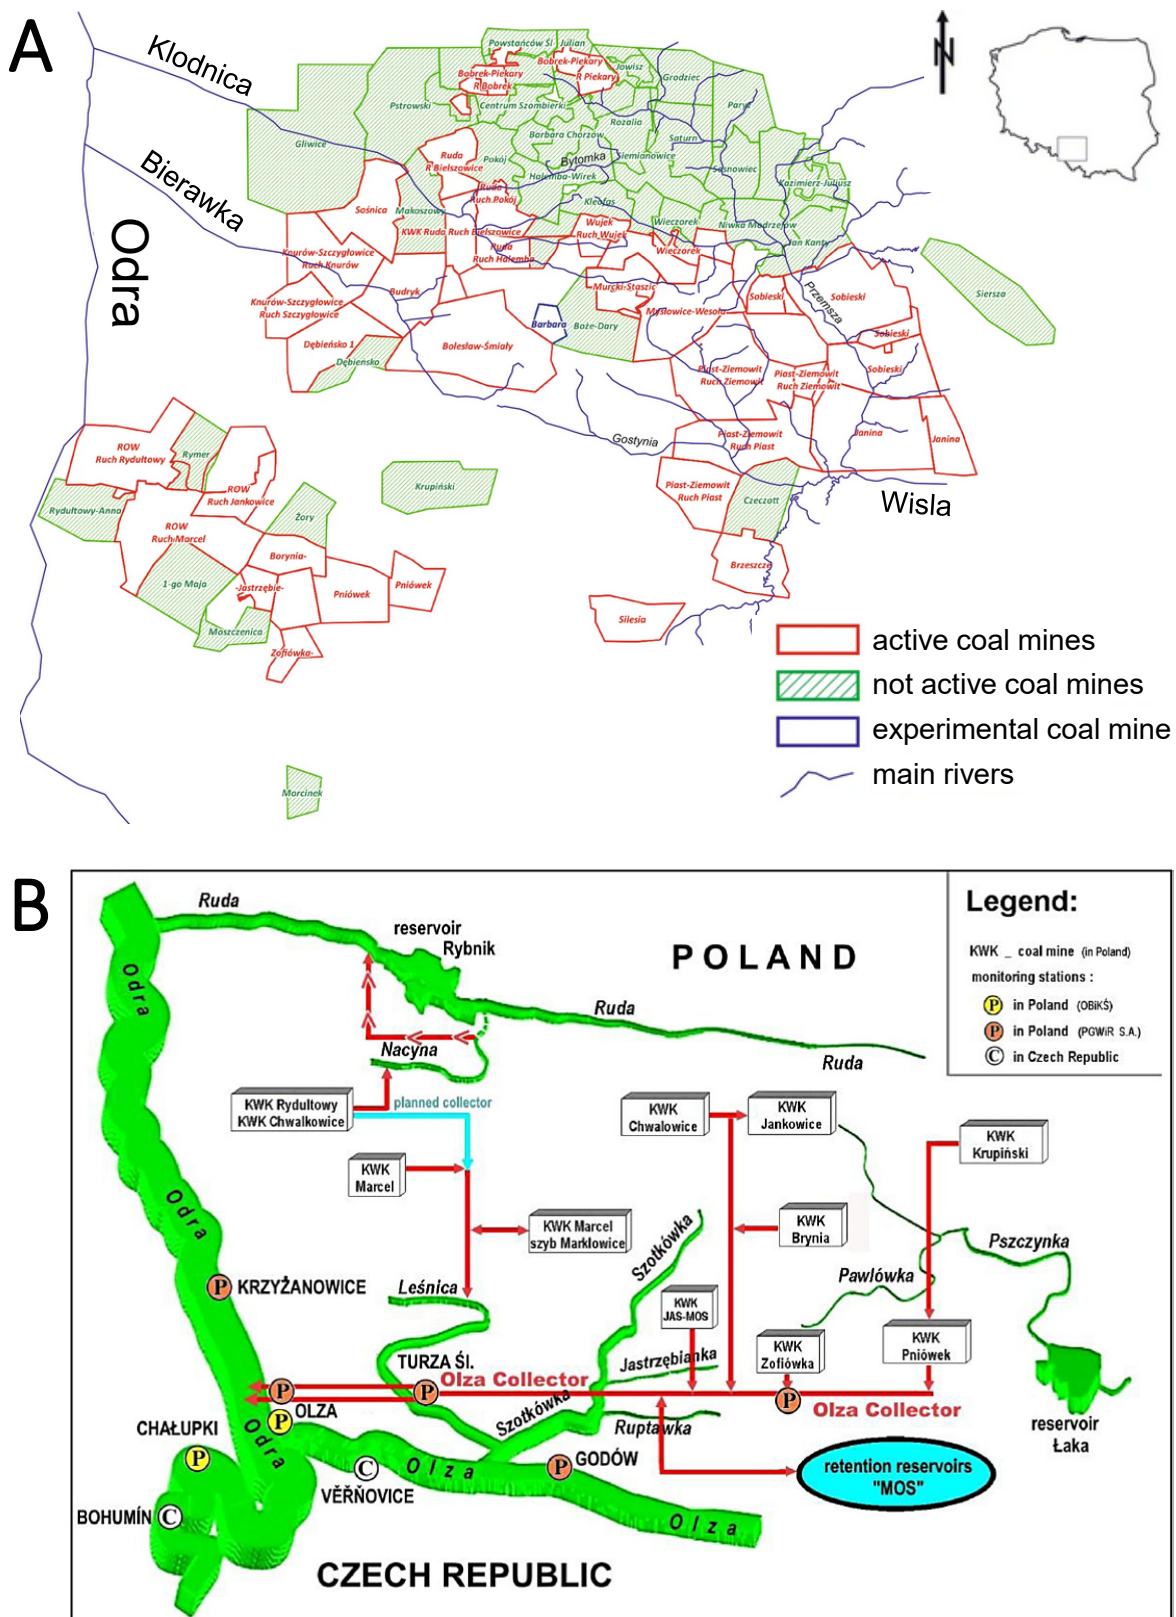 A
Klodnica
Bierawka
Odra
N
Powstańców Śl
Julian
Bobrek-Piekary
R Bobrek
Bobrek-Piekary
R Piekary
Jowisz
Grodziec
Pstrowski
Centrum Szombierki
Rozalia
Paryż
Gliwice
Barbara Chorzów
Saturn
Ruda
R Bielszowice
Pokój
Bytomka
Siemianowice
Halemba-Wirek
Sosnowiec
Kazimierz-Juliusz
Ruda
Ruch Pokój
Kleofas
Sośnica
Makoszowy
KWK Ruda Ruch Bielszowice
Wujek
Ruch Wujek
Wieczorek
Niwka Modrzejów
Jan Kanty
Wieczorek
Ruda
Ruch Halemba
Knurów-Szczygłowice
Ruch Knurów
Siersza
Budryk
Murcki-Staszic
Przemsza
Sobieski
Sobieski
Knurów-Szczygłowice
Ruch Szczygłowice
Mysłowice-Wesoła
Barbara
Boże-Dary
Sobieski
Dębieńsko 1
Dębieńsko
Bolesław-Śmiały
Piast-Ziemowit
Ruch Ziemowit
Piast-Ziemowit
Ruch Ziemowit
Sobieski
Gostynia
Piast-Ziemowit
Ruch Piast
Janina
Janina
ROW
Ruch Rydułtowy
Rymer
Krupiński
Piast-Ziemowit
Ruch Piast
Czeczott
Wisla
ROW
Ruch Jankowice
Rydułtowy-Anna
Żory
ROW
Ruch Marcel
Borynia-
Brzeszcze
1-go Maja
-Jastrzębie-
Pniówek
Pniówek
Moszczenica
Silesia
Zofiówka-
active coal mines
not active coal mines
experimental coal mine
main rivers
Morcinek
B
Ruda
reservoir
Rybnik
POLAND
Legend:
KWK _ coal mine (in Poland)
monitoring stations :
P in Poland (OBiKŚ)
P in Poland (PGWiR S.A.)
C in Czech Republic
Odra
Ruda
Ruda
Nacyna
KWK Rydułtowy
KWK Chwalkowice
planned collector
KWK
Chwalowice
KWK
Jankowice
KWK
Krupiński
KWK
Marcel
Odra
KWK Marcel
szyb Marklowice
Szotkówka
KWK
Brynia
Pszczynka
Pawlówka
P KRZYŻANOWICE
Leśnica
KWK
JAS-MOS
KWK
Zofiówka
KWK
Pniówek
TURZA ŚL.
Jastrzębianka
P
P
Olza Collector
P
Olza Collector
OLZA
P
CHAŁUPKI
P
Odra
Szotkówka
Ruptawka
reservoir
Łaka
P GODÓW
C
VĚŘŇOVICE
Olza
retention reservoirs
"MOS"
BOHUMÍN C
Olza
CZECH REPUBLIC